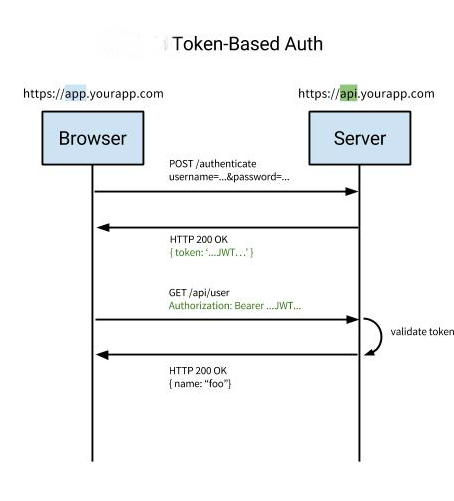 Token-Based Auth
https://app.yourapp.com
https://api.yourapp.com
Browser
Server
POST /authenticate
username=...&password=...
HTTP 200 OK
{ token: ‘...JWT...’ }
GET /api/user
Authorization: Bearer ...JWT...
validate token
HTTP 200 OK
{ name: “foo”}